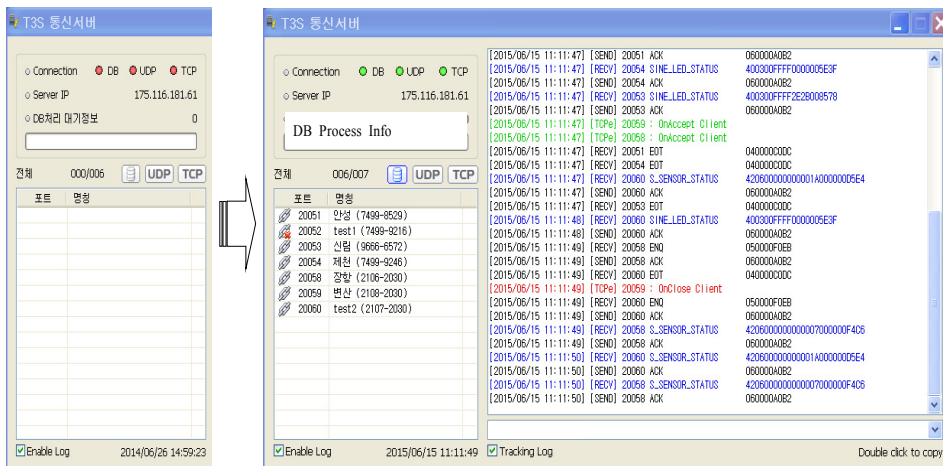 T3S 통신서버
Connection DB UDP TCP
Server IP 175.116.181.61
DB처리 대기정보 0
전체 000/006 UDP TCP
포트 명칭
Enable Log 2014/06/26 14:59:23
T3S 통신서버
Connection DB UDP TCP
Server IP 175.116.181.61
DB Process Info
전체 006/007 UDP TCP
포트 명칭
20051 안성 (7499-8529)
20052 test1 (7499-9216)
20053 신림 (9666-6572)
20054 제천 (7499-9246)
20058 장항 (2106-2030)
20059 변산 (2108-2030)
20060 test2 (2107-2030)
Enable Log 2015/06/15 11:11:49
[2015/06/15 11:11:47] [SEND] 20051 ACK 060000A0B2
[2015/06/15 11:11:47] [RECV] 20054 SINE_LED_STATUS 400300FFFF0000005E3F
[2015/06/15 11:11:47] [SEND] 20054 ACK 060000A0B2
[2015/06/15 11:11:47] [RECV] 20053 SINE_LED_STATUS 400300FFFF2E2B008578
[2015/06/15 11:11:47] [SEND] 20053 ACK 060000A0B2
[2015/06/15 11:11:47] [TCPe] 20059 : OnAccept Client
[2015/06/15 11:11:47] [TCPe] 20058 : OnAccept Client
[2015/06/15 11:11:47] [RECV] 20051 EOT 040000C0DC
[2015/06/15 11:11:47] [RECV] 20054 EOT 040000C0DC
[2015/06/15 11:11:47] [RECV] 20060 S_SENSOR_STATUS 420600000000001A000000D5E4
[2015/06/15 11:11:47] [SEND] 20060 ACK 060000A0B2
[2015/06/15 11:11:47] [RECV] 20053 EOT 040000C0DC
[2015/06/15 11:11:48] [RECV] 20060 SINE_LED_STATUS 400300FFFF0000005E3F
[2015/06/15 11:11:48] [SEND] 20060 ACK 060000A0B2
[2015/06/15 11:11:49] [RECV] 20058 ENQ 050000F0EB
[2015/06/15 11:11:49] [SEND] 20058 ACK 060000A0B2
[2015/06/15 11:11:49] [RECV] 20060 EOT 040000C0DC
[2015/06/15 11:11:49] [TCPe] 20059 : OnClose Client
[2015/06/15 11:11:49] [RECV] 20060 ENQ 050000F0EB
[2015/06/15 11:11:49] [SEND] 20060 ACK 060000A0B2
[2015/06/15 11:11:49] [RECV] 20058 S_SENSOR_STATUS 4206000000000007000000F4C6
[2015/06/15 11:11:49] [SEND] 20058 ACK 060000A0B2
[2015/06/15 11:11:50] [RECV] 20060 S_SENSOR_STATUS 420600000000001A000000D5E4
[2015/06/15 11:11:50] [SEND] 20060 ACK 060000A0B2
[2015/06/15 11:11:50] [RECV] 20058 S_SENSOR_STATUS 4206000000000007000000F4C6
[2015/06/15 11:11:50] [SEND] 20058 ACK 060000A0B2
Tracking Log Double click to copy